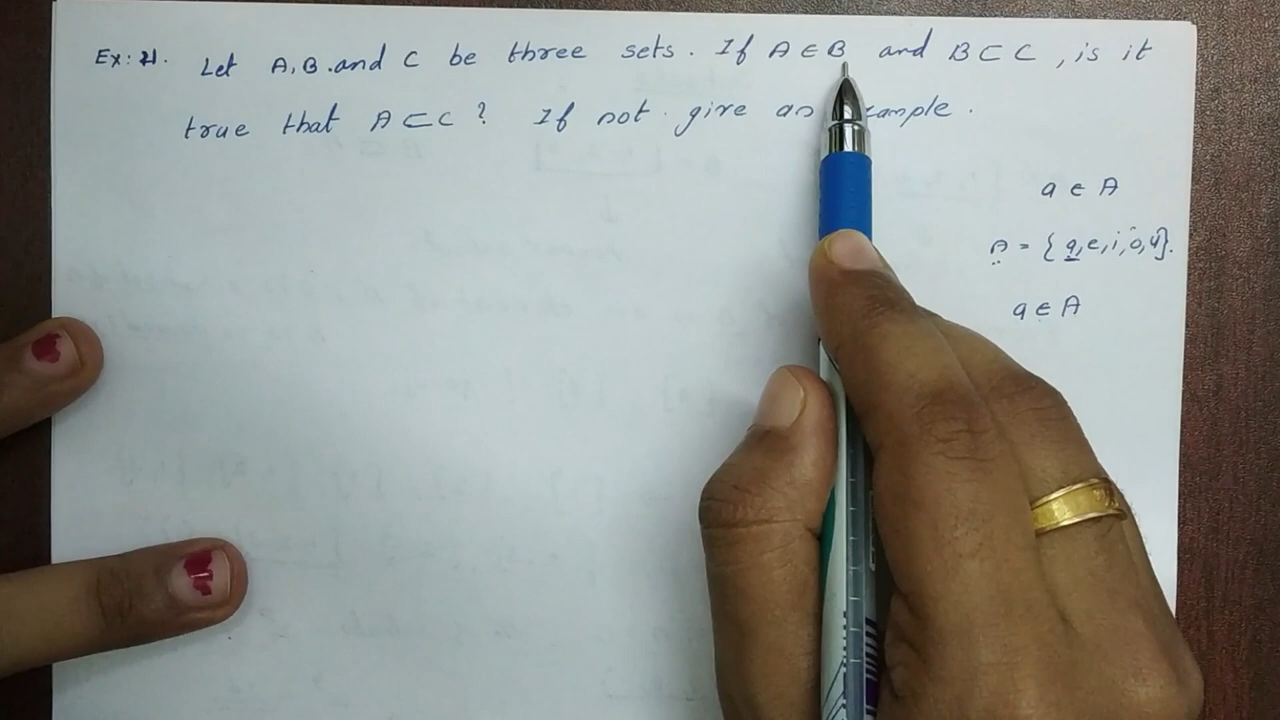 Ex: 21. Let A, B. and C be three sets. If A ∈ B and B ⊂ C, is it
true that A ⊂ C ? If not. give an
a ∈ A
A = {a, e, i, o, u}.
a ∈ A